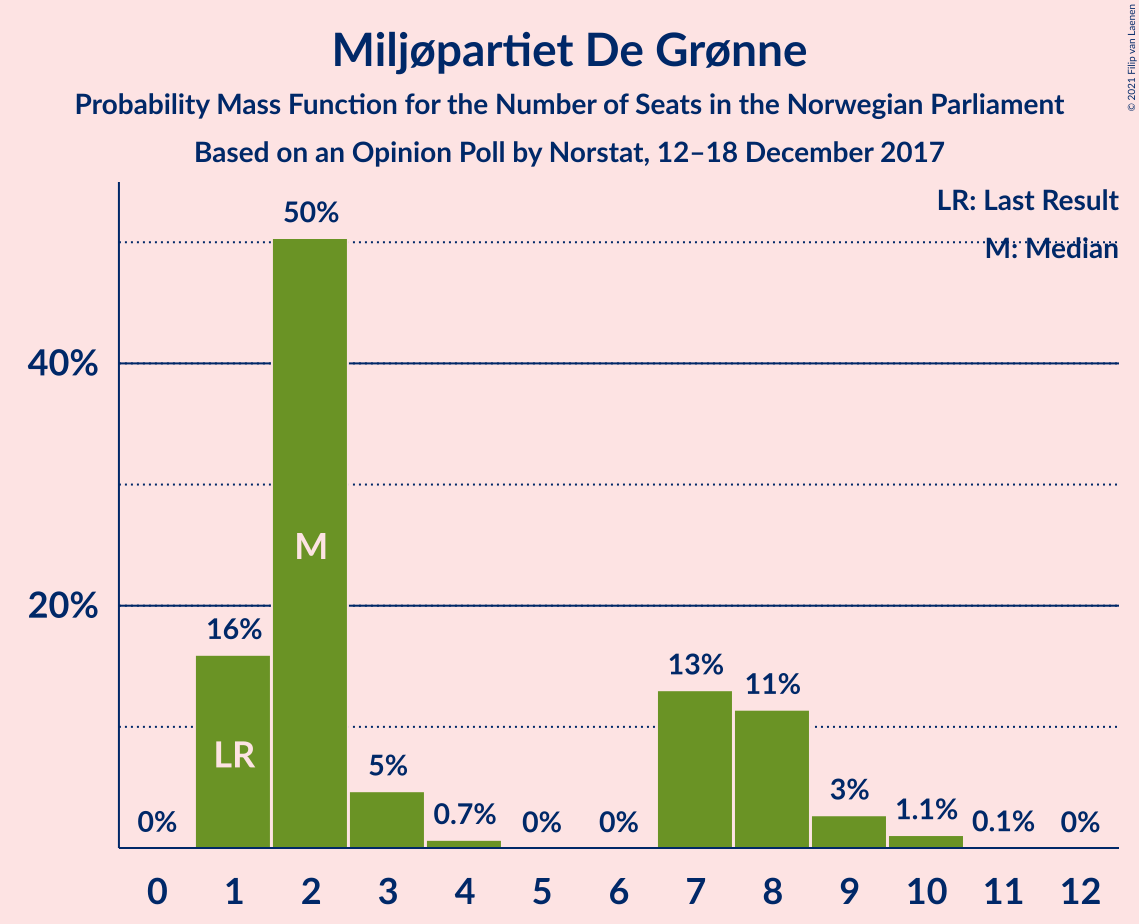 Miljøpartiet De Grønne
Probability Mass Function for the Number of Seats in the Norwegian Parliament
Based on an Opinion Poll by Norstat, 12–18 December 2017
© 2021 Filip van Laenen
LR: Last Result
M: Median
40%
20%
0%
16%
50%
5%
0.7%
0%
0%
13%
11%
3%
1.1%
0.1%
0%
LR
M
0 1 2 3 4 5 6 7 8 9 10 11 12